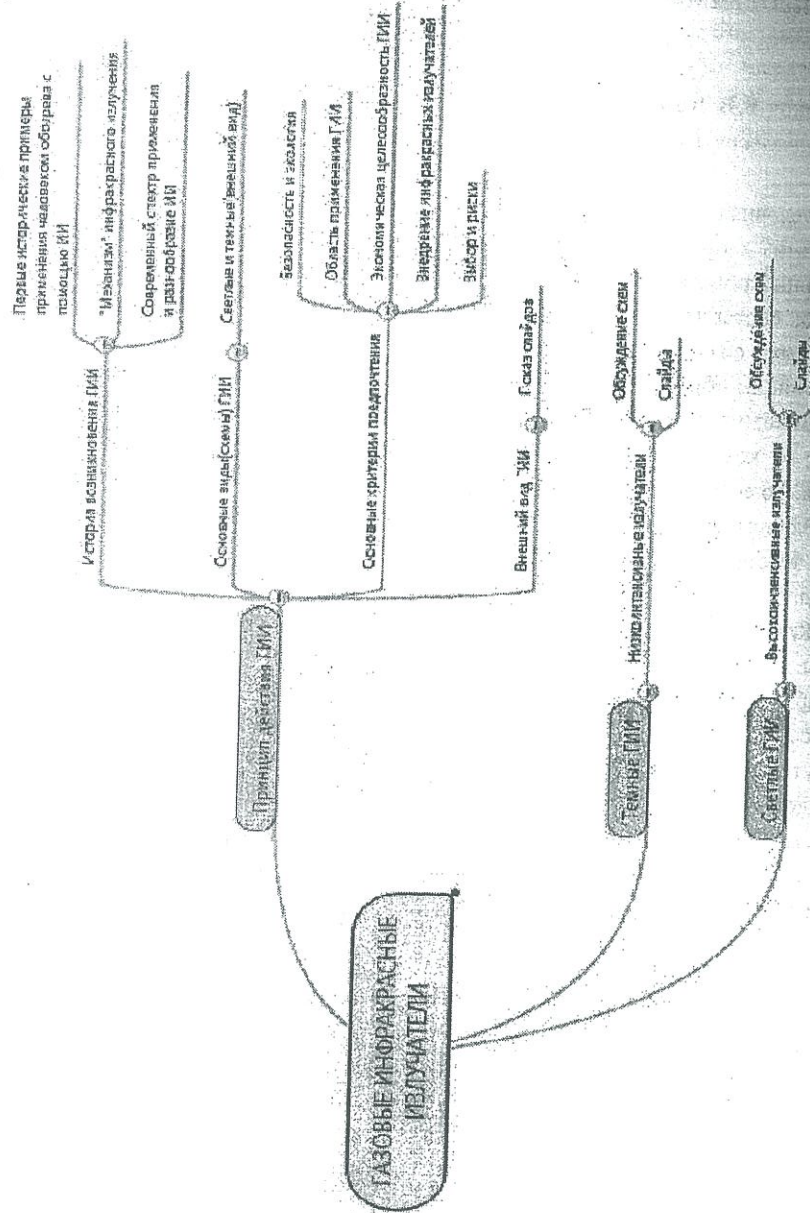 ГАЗОВЫЕ ИНФРАКРАСНЫЕ
ИЗЛУЧАТЕЛИ
Принцип действия ГИИ
История возникновения ГИИ
Первые исторические примеры
применения человеком обогрева с
помощью ИИ
"Механизм" инфракрасного излучения
Современный спектр применения
и разнообразие ИИ
Основные виды(схемы) ГИИ
Светлые и темные(внешний вид)
Основные критерии предпочтения
Безопасность и экология
Область применения ГИИ
Экономическая целесообразность ГИИ
Внедрение инфракрасных излучателей
Выбор и риски
Внешний вид ГИИ
Показ слайдов
Темные ГИИ
Низкоинтенсивные излучатели
Обсуждение схем
Слайды
Светлые ГИИ
Высокоинтенсивные излучатели
Обсуждение схем
Слайды